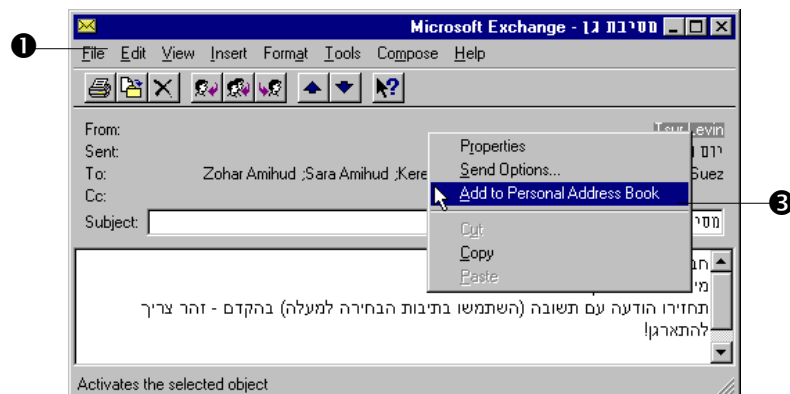 מסיבת גן - Microsoft Exchange
❶
File Edit View Insert Format Tools Compose Help
From: Tsur Levin
Sent: יום
To: Zohar Amihud ;Sara Amihud ;Kere Suez
Cc:
Subject:
Properties
Send Options...
Add to Personal Address Book
❸
Cut
Copy
Paste
תחזירו הודעה עם תשובה (השתמשו בתיבות הבחירה למעלה) בהקדם - זהר צריך
להתארגן!
Activates the selected object